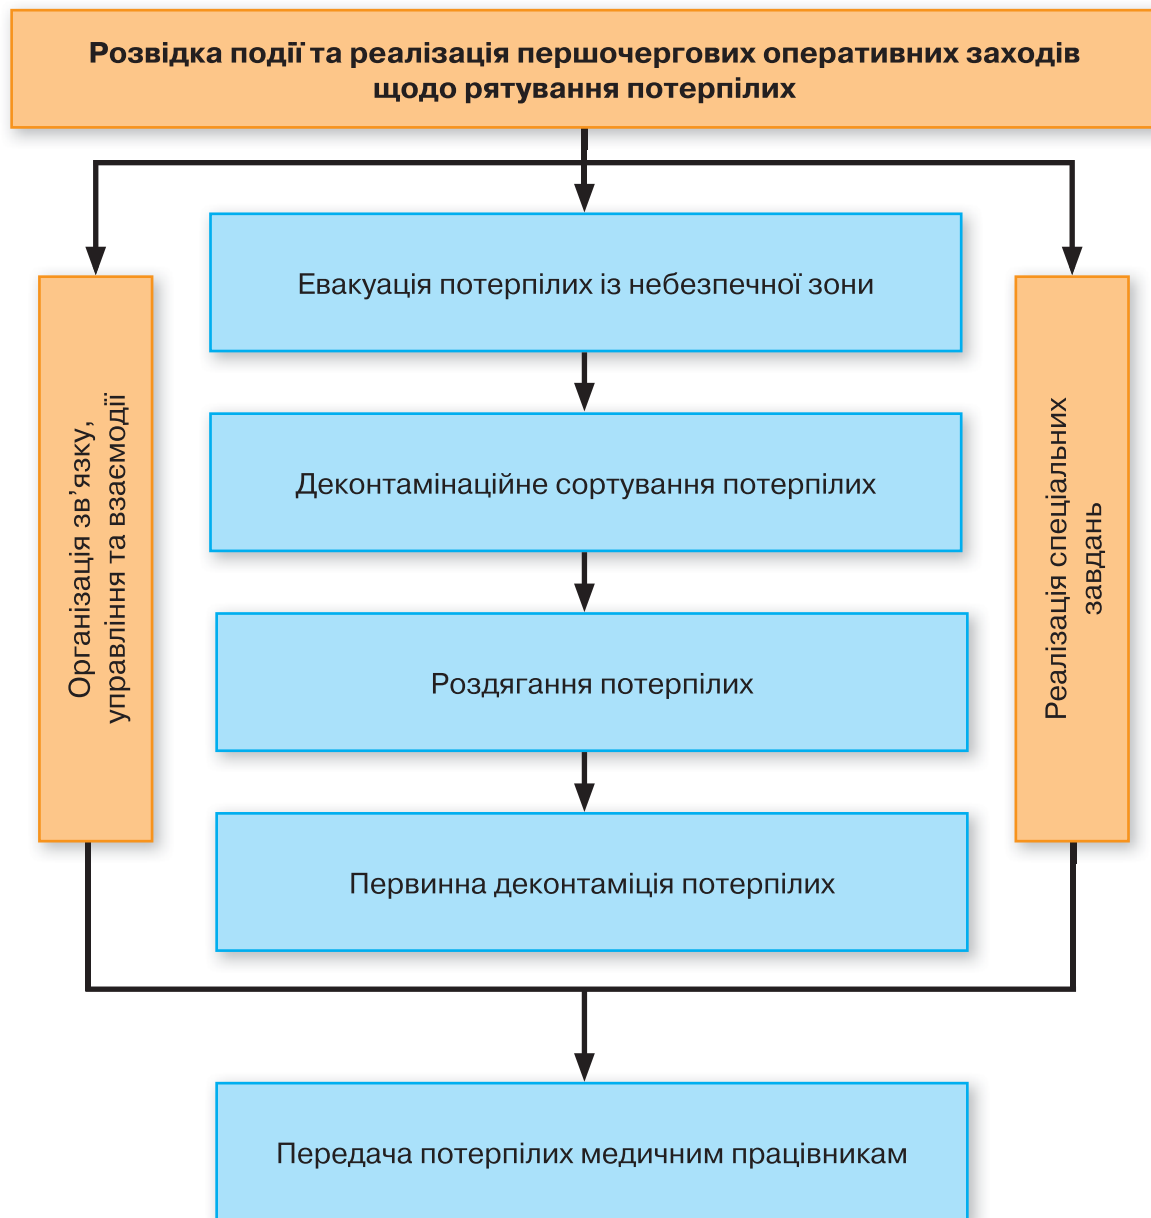 Розвідка події та реалізація першочергових оперативних заходів
щодо рятування потерпілих
Евакуація потерпілих із небезпечної зони
Деконтамінаційне сортування потерпілих
Роздягання потерпілих
Первинна деконтаміція потерпілих
Організація зв’язку,
управління та взаємодії
Реалізація спеціальних
завдань
Передача потерпілих медичним працівникам